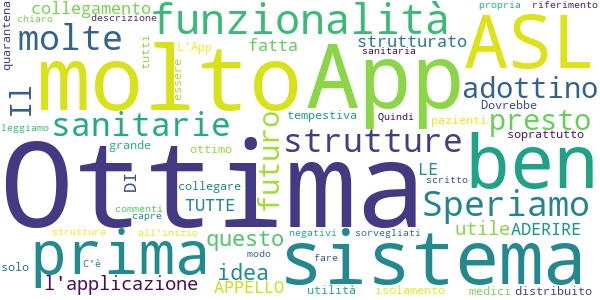 quarantena
collegamento
chiaro descrizione
molte
tutti
L'App
essere
funzionalità
fatta
strutturato
sanitaria
propria riferimento
ASL
Il
molto
App
adottino
Dovrebbe
leggiamo
sanitarie
tempestiva
Quindi
pazienti
presto
soprattutto
grande
ottimo
futuro
strutture
Ottima
DI
collegare
TUTTE
LE
scritto
ben
Speriamo
commenti
capre
struttura
all'inizio
negativi
sorvegliati
utile
ADERIRE
prima
questo
sistema
solo
C'è
modo
fare
idea
l'applicazione
APPELLO
utilità
isolamento
medici
distribuito